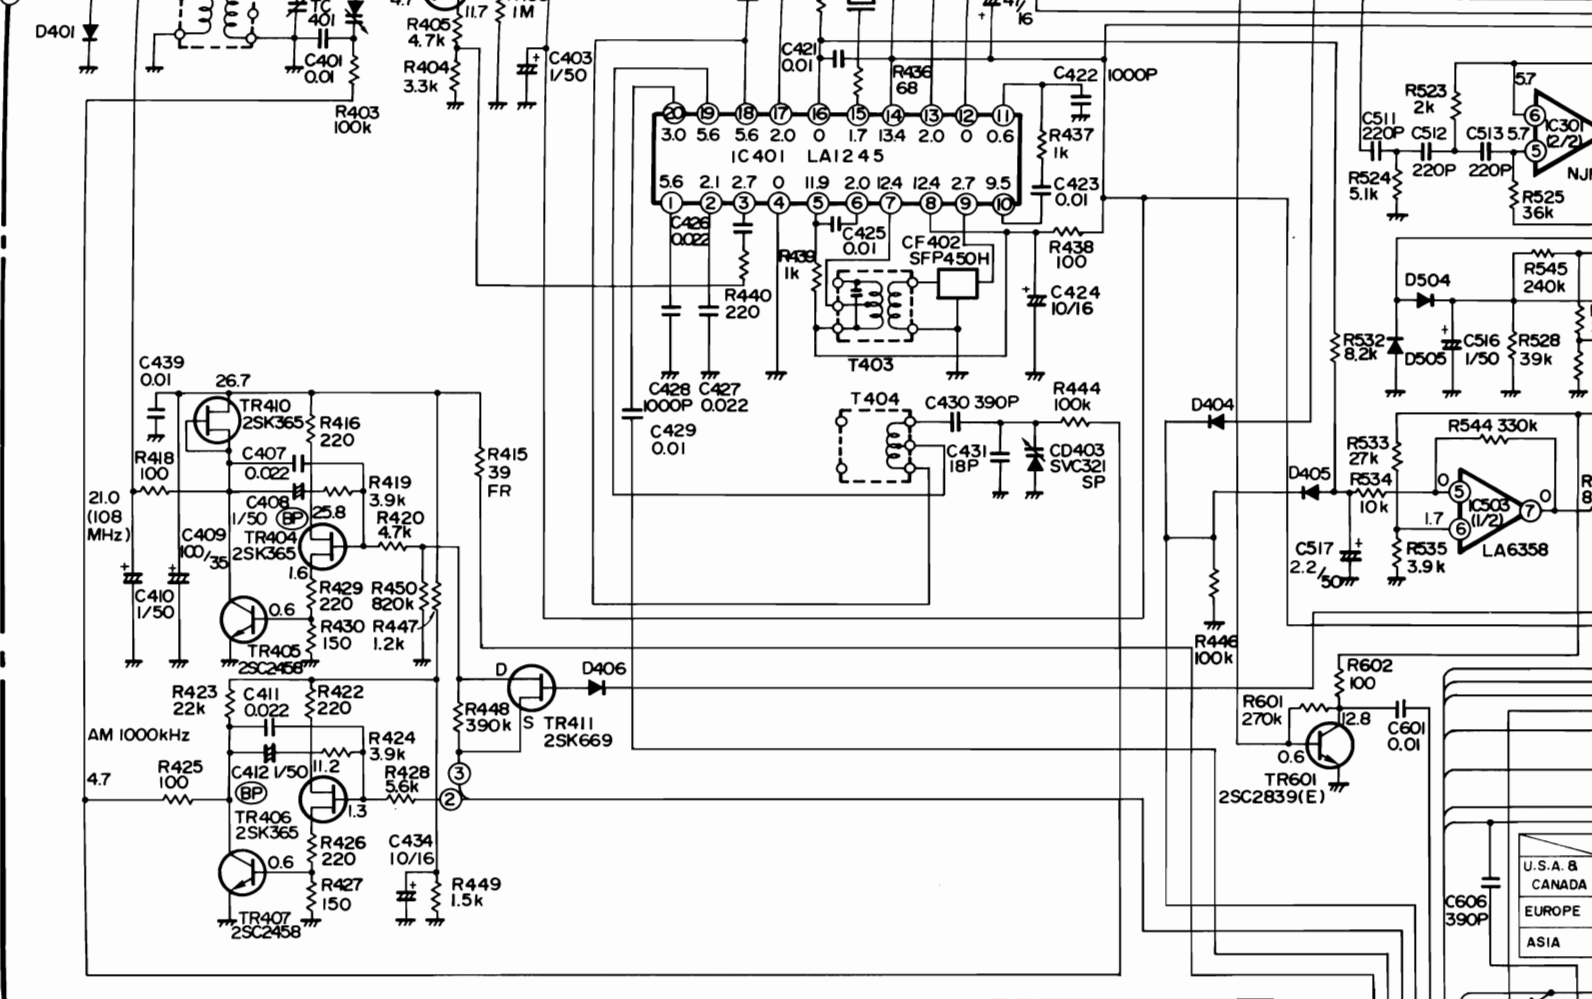 D401
TC
401
C401
0.01
R403
100k
R405
4.7k
11.7
1M
R404
3.3k
C403
1/50
47/
16
C421
0.01
R436
68
C422
1000P
20 19 18 17 16 15 14 13 12 11
3.0 5.6 5.6 2.0 0 1.7 13.4 2.0 0 0.6
IC401 LA1245
5.6 2.1 2.7 0 11.9 2.0 12.4 12.4 2.7 9.5
1 2 3 4 5 6 7 8 9 10
R437
1k
C423
0.01
C426
0.022
C425
0.01
R439
1k
CF402
SFP450H
R438
100
R440
220
C424
10/16
T403
C428
1000P
C427
0.022
C429
0.01
T404
C430 390P
R444
100k
C431
18P
CD403
SVC321
SP
C511
220P
C512
220P
C513
220P
R523
2k
5.7
6
5.7
5
IC301
(2/2)
R524
5.1k
R525
36k
R545
240k
D504
D505
C516
1/50
R528
39k
R532
8.2k
D404
D405
R533
27k
R534
10k
R544 330k
0
5
IC503
(1/2)
7
0
1.7
6
LA6358
C517
2.2/50
R535
3.9k
R446
100k
C439
0.01
26.7
TR410
2SK365
R416
220
R418
100
C407
0.022
R415
39
FR
21.0
(108
MHz)
C408
1/50
BP
25.8
R419
3.9k
R420
4.7k
C409
100/35
TR404
2SK365
1.6
C410
1/50
0.6
R429
220
R430
150
R450
820k
R447
1.2k
TR405
2SC2458
D
D406
S
TR411
2SK669
R448
390k
R423
22k
C411
0.022
R422
220
AM 1000kHz
4.7
R425
100
C412 1/50
BP
11.2
R424
3.9k
R428
5.6k
3
2
TR406
2SK365
1.3
0.6
R426
220
R427
150
C434
10/16
R449
1.5k
TR407
2SC2458
R602
100
R601
270k
12.8
0.6
C601
0.01
TR601
2SC2839(E)
C606
390P
U.S.A. &
CANADA
EUROPE
ASIA